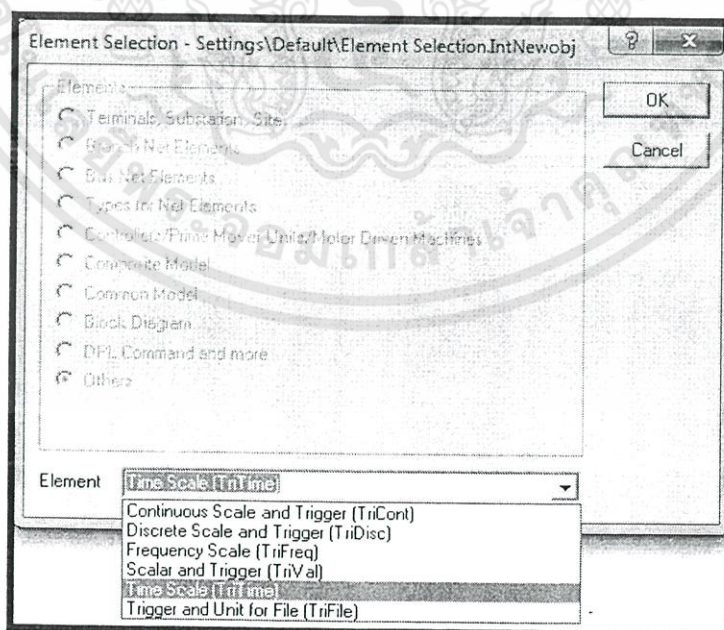 Element Selection - Settings\Default\Element Selection.IntNewobj
Elements
OK
Terminals, Substation, Site
Cancel
Branch Net Elements
Bus Net Elements
Types for Net Elements
Controllers/Prime Mover Units/Motor Driven Machines
Composite Model
Common Model
Block Diagram
DPL Command and more
Others
Element
Time Scale (TriTime)
Continuous Scale and Trigger (TriCont)
Discrete Scale and Trigger (TriDisc)
Frequency Scale (TriFreq)
Scalar and Trigger (TriVal)
Time Scale (TriTime)
Trigger and Unit for File (TriFile)